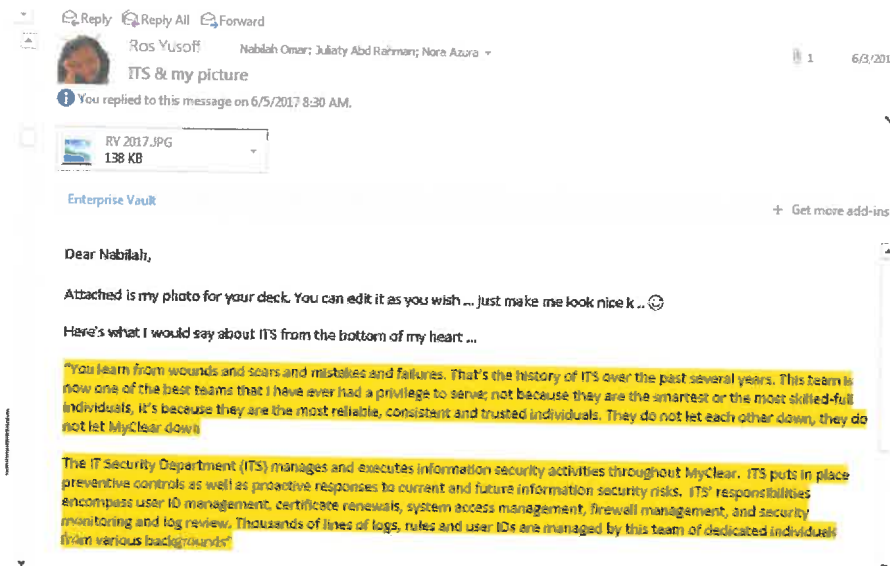 Reply Reply All Forward
Ros Yusoff Nabilah Omar; Juliaty Abd Rahman; Nora Azura
ITS & my picture
1 6/3/201
You replied to this message on 6/5/2017 8:30 AM.
RV 2017.JPG
138 KB
Enterprise Vault
+ Get more add-ins
Dear Nabilah,
Attached is my photo for your deck. You can edit it as you wish ... just make me look nice k .. ☺
Here's what I would say about ITS from the bottom of my heart ...
"You learn from wounds and scars and mistakes and failures. That's the history of ITS over the past several years. This team is
now one of the best teams that I have ever had a privilege to serve; not because they are the smartest or the most skilled-full
individuals, it's because they are the most reliable, consistent and trusted individuals. They do not let each other down, they do
not let MyClear down
The IT Security Department (ITS) manages and executes information security activities throughout MyClear. ITS puts in place
preventive controls as well as proactive responses to current and future information security risks. ITS' responsibilities
encompass user ID management, certificate renewals, system access management, firewall management, and security
monitoring and log review. Thousands of lines of logs, rules and user IDs are managed by this team of dedicated individuals
from various backgrounds"